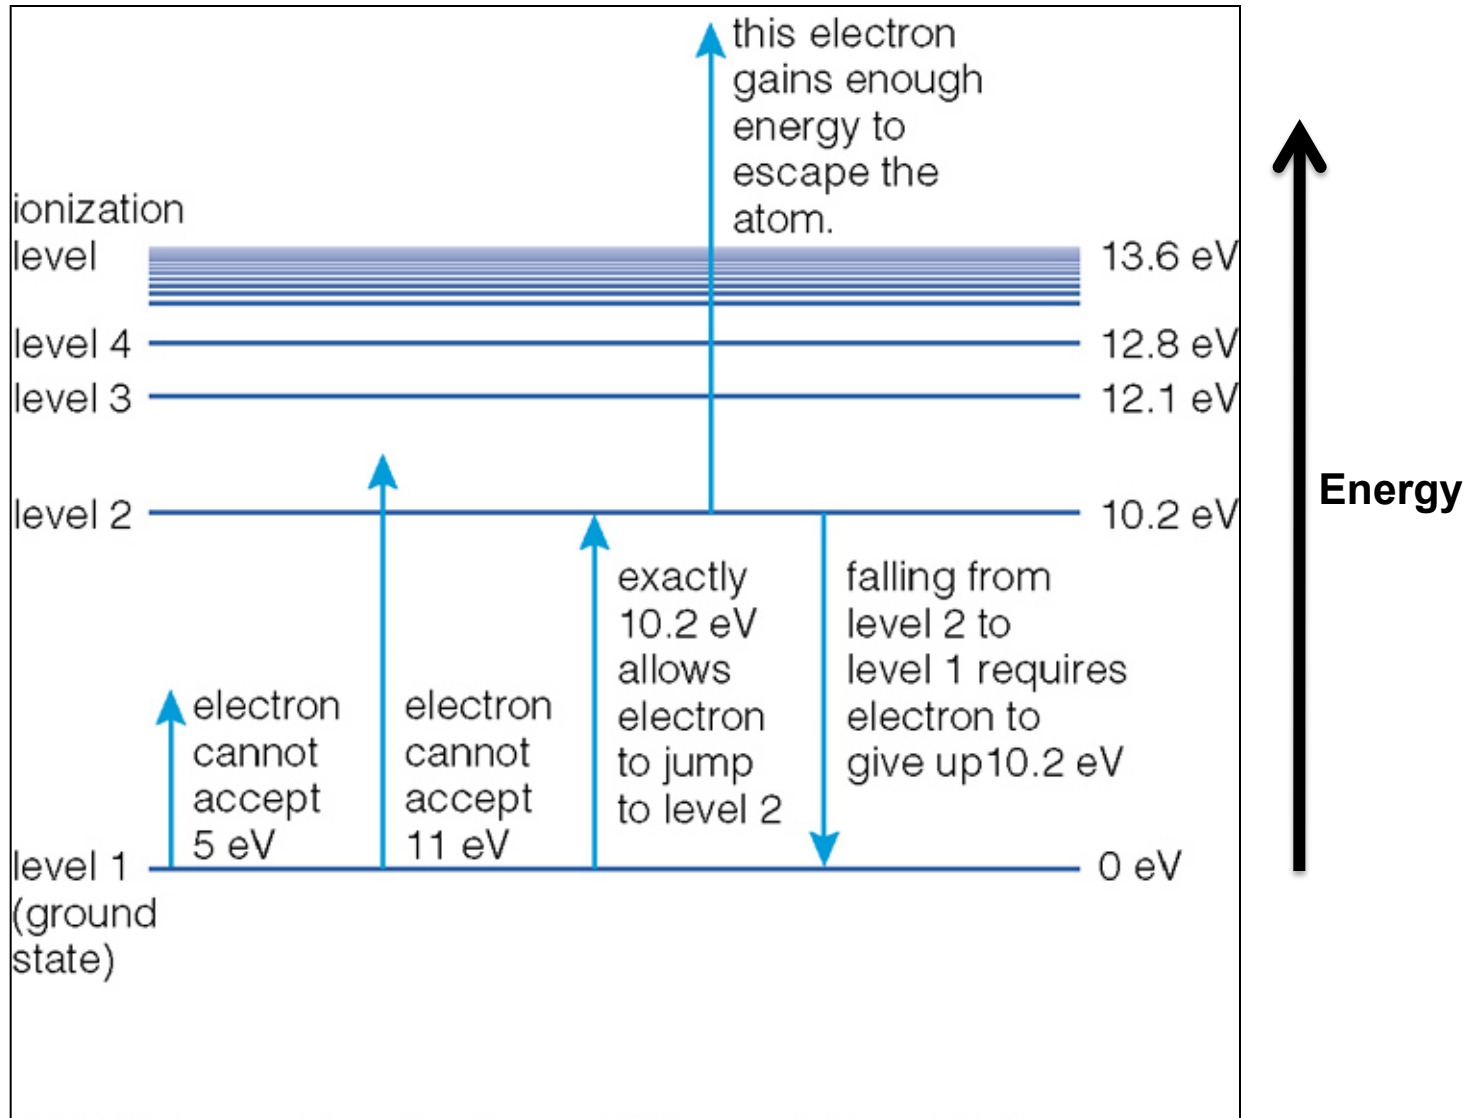 this electron
gains enough
energy to
escape the
atom.
ionization
level
13.6 eV
level 4
12.8 eV
level 3
12.1 eV
level 2
10.2 eV
Energy
electron
cannot
accept
5 eV
electron
cannot
accept
11 eV
exactly
10.2 eV
allows
electron
to jump
to level 2
falling from
level 2 to
level 1 requires
electron to
give up10.2 eV
level 1
(ground
state)
0 eV